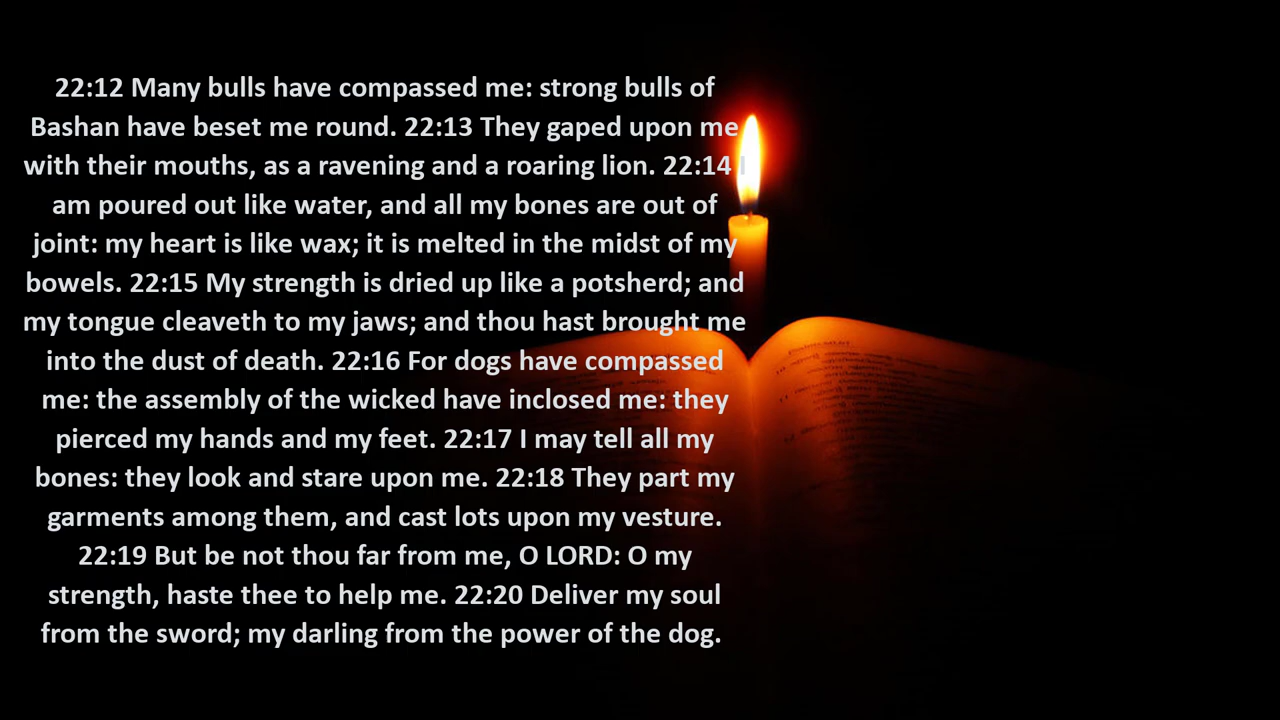 22:12 Many bulls have compassed me: strong bulls of
Bashan have beset me round. 22:13 They gaped upon me
with their mouths, as a ravening and a roaring lion. 22:14 I
am poured out like water, and all my bones are out of
joint: my heart is like wax; it is melted in the midst of my
bowels. 22:15 My strength is dried up like a potsherd; and
my tongue cleaveth to my jaws; and thou hast brought me
into the dust of death. 22:16 For dogs have compassed
me: the assembly of the wicked have inclosed me: they
pierced my hands and my feet. 22:17 I may tell all my
bones: they look and stare upon me. 22:18 They part my
garments among them, and cast lots upon my vesture.
22:19 But be not thou far from me, O LORD: O my
strength, haste thee to help me. 22:20 Deliver my soul
from the sword; my darling from the power of the dog.